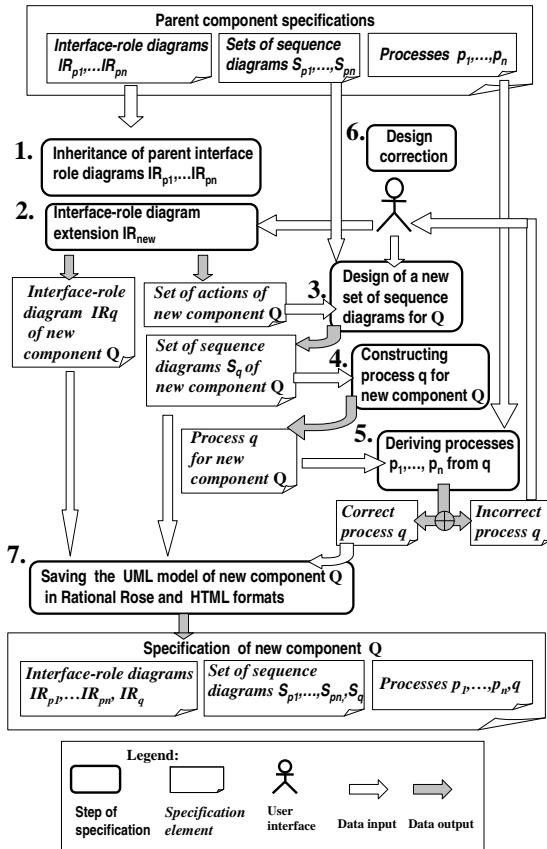 Parent component specifications
Interface-role diagrams
IRp1,…IRpn
Sets of sequence
diagrams Sp1,…,Spn
Processes p1,…,pn
6.
Design
correction
1.
Inheritance of parent interface
role diagrams IRp1,…IRpn
2.
Interface-role diagram
extension IRnew
3.
Design of a new
set of sequence
diagrams for Q
Interface-role
diagram IRq
of new
component Q
Set of actions of
new component Q
Set of sequence
diagrams Sq of
new component Q
4.
Constructing
process q for
new component Q
Process q
for new
component Q
5.
Deriving processes
p1,…, pn from q
Correct
process q
Incorrect
process q
7.
Saving the UML model of new component Q
in Rational Rose and HTML formats
Specification of new component Q
Interface-role diagrams
IRp1,…IRpn, IRq
Set of sequence
diagrams Sp1,…,Spn,,Sq
Processes p1,…,pn,q
Legend:
Step of
specification
Specification
element
User
interface
Data input
Data output